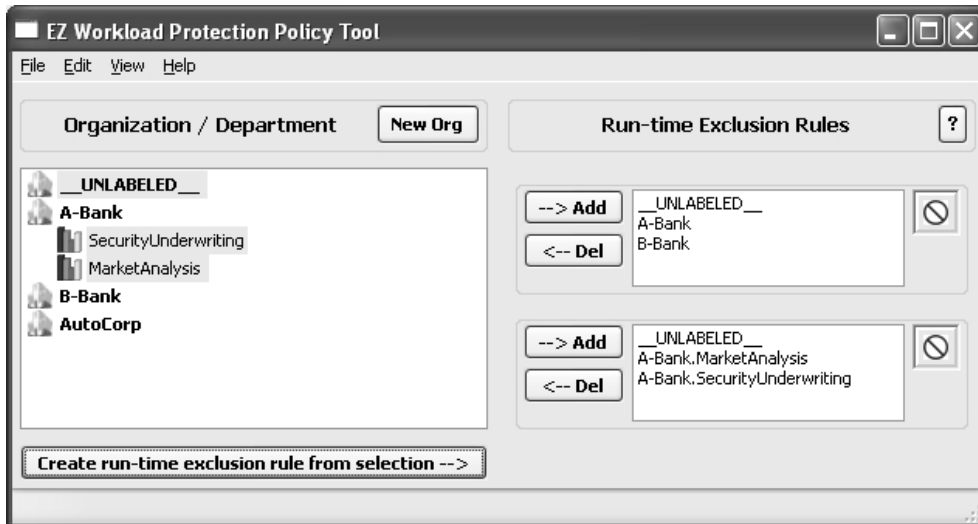 EZ Workload Protection Policy Tool
File Edit View Help
Organization / Department
New Org
__UNLABELED__
A-Bank
SecurityUnderwriting
MarketAnalysis
B-Bank
AutoCorp
Create run-time exclusion rule from selection -->
Run-time Exclusion Rules
?
--> Add
<-- Del
__UNLABELED__
A-Bank
B-Bank
--> Add
<-- Del
__UNLABELED__
A-Bank.MarketAnalysis
A-Bank.SecurityUnderwriting